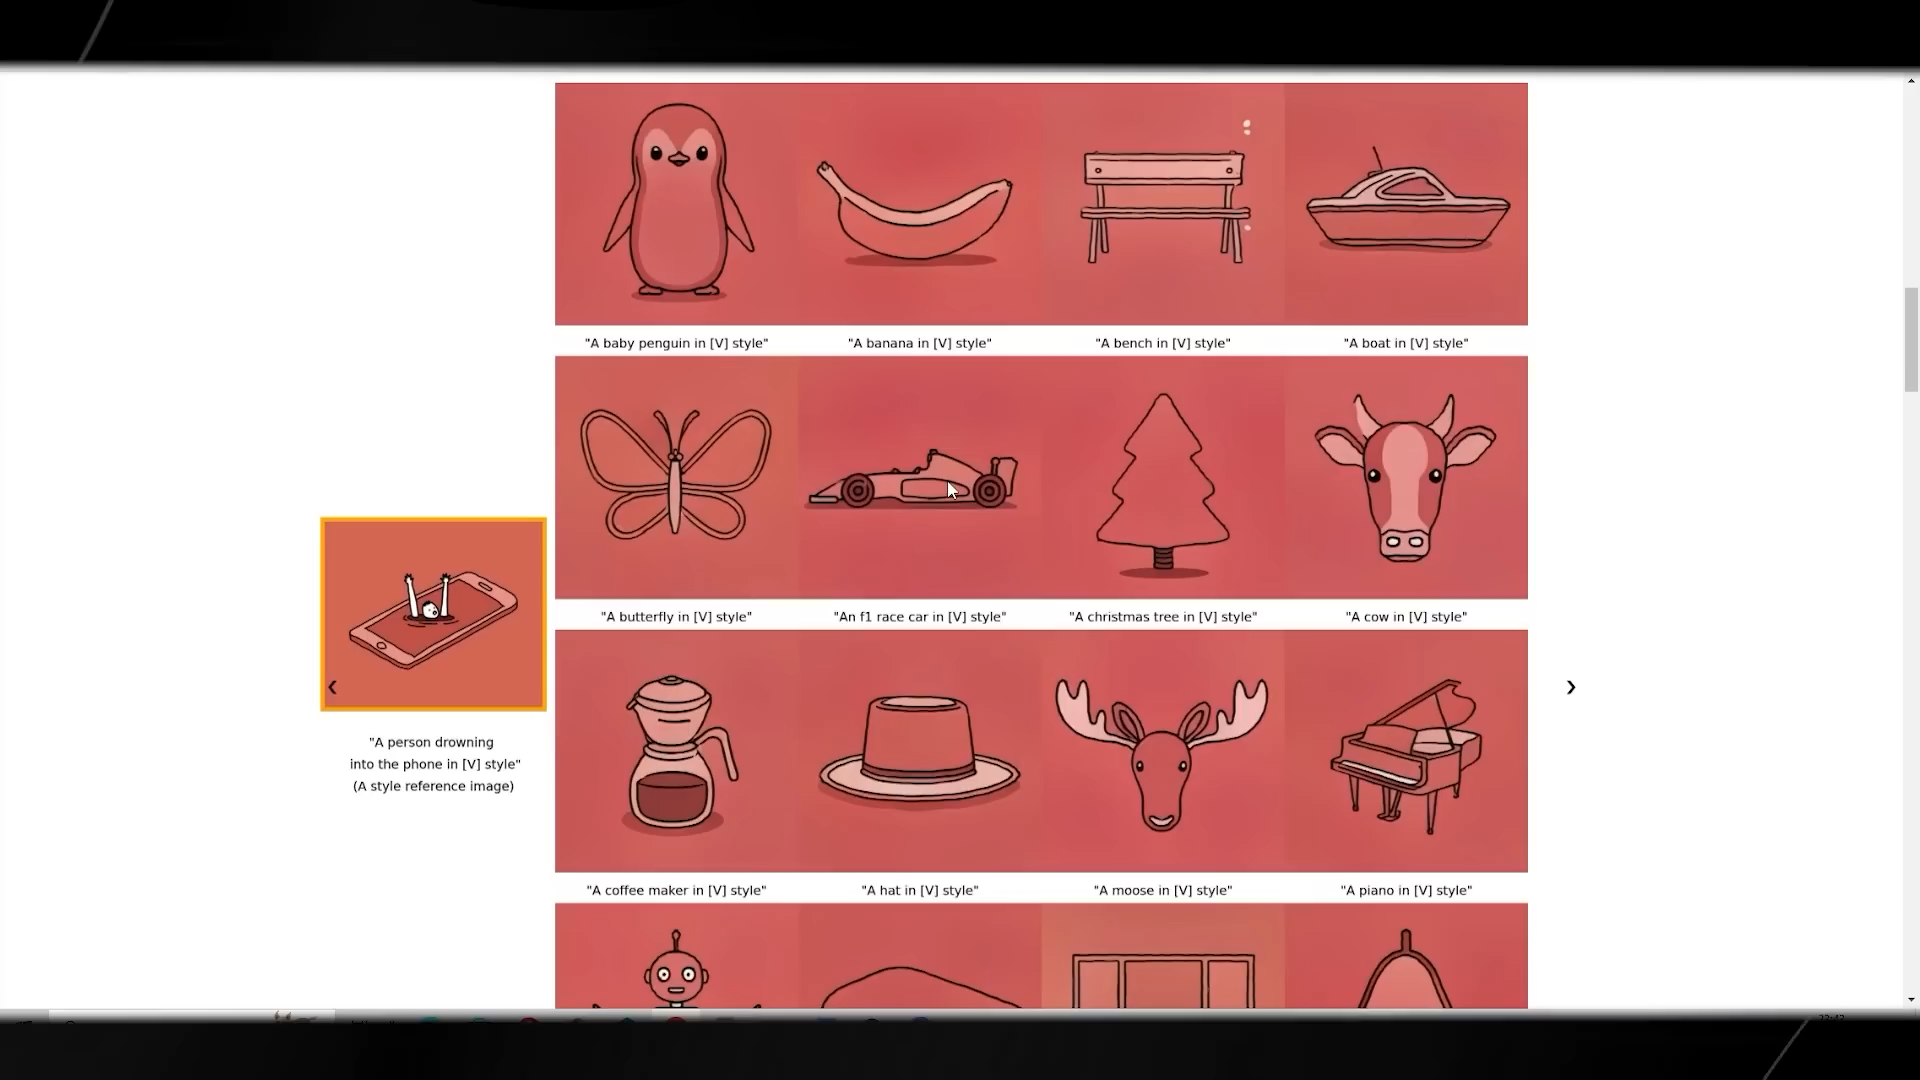 "A baby penguin in [V] style" "A banana in [V] style" "A bench in [V] style" "A boat in [V] style"
"A butterfly in [V] style" "An f1 race car in [V] style" "A christmas tree in [V] style" "A cow in [V] style"
"A person drowning
into the phone in [V] style"
(A style reference image)
"A coffee maker in [V] style" "A hat in [V] style" "A moose in [V] style" "A piano in [V] style"